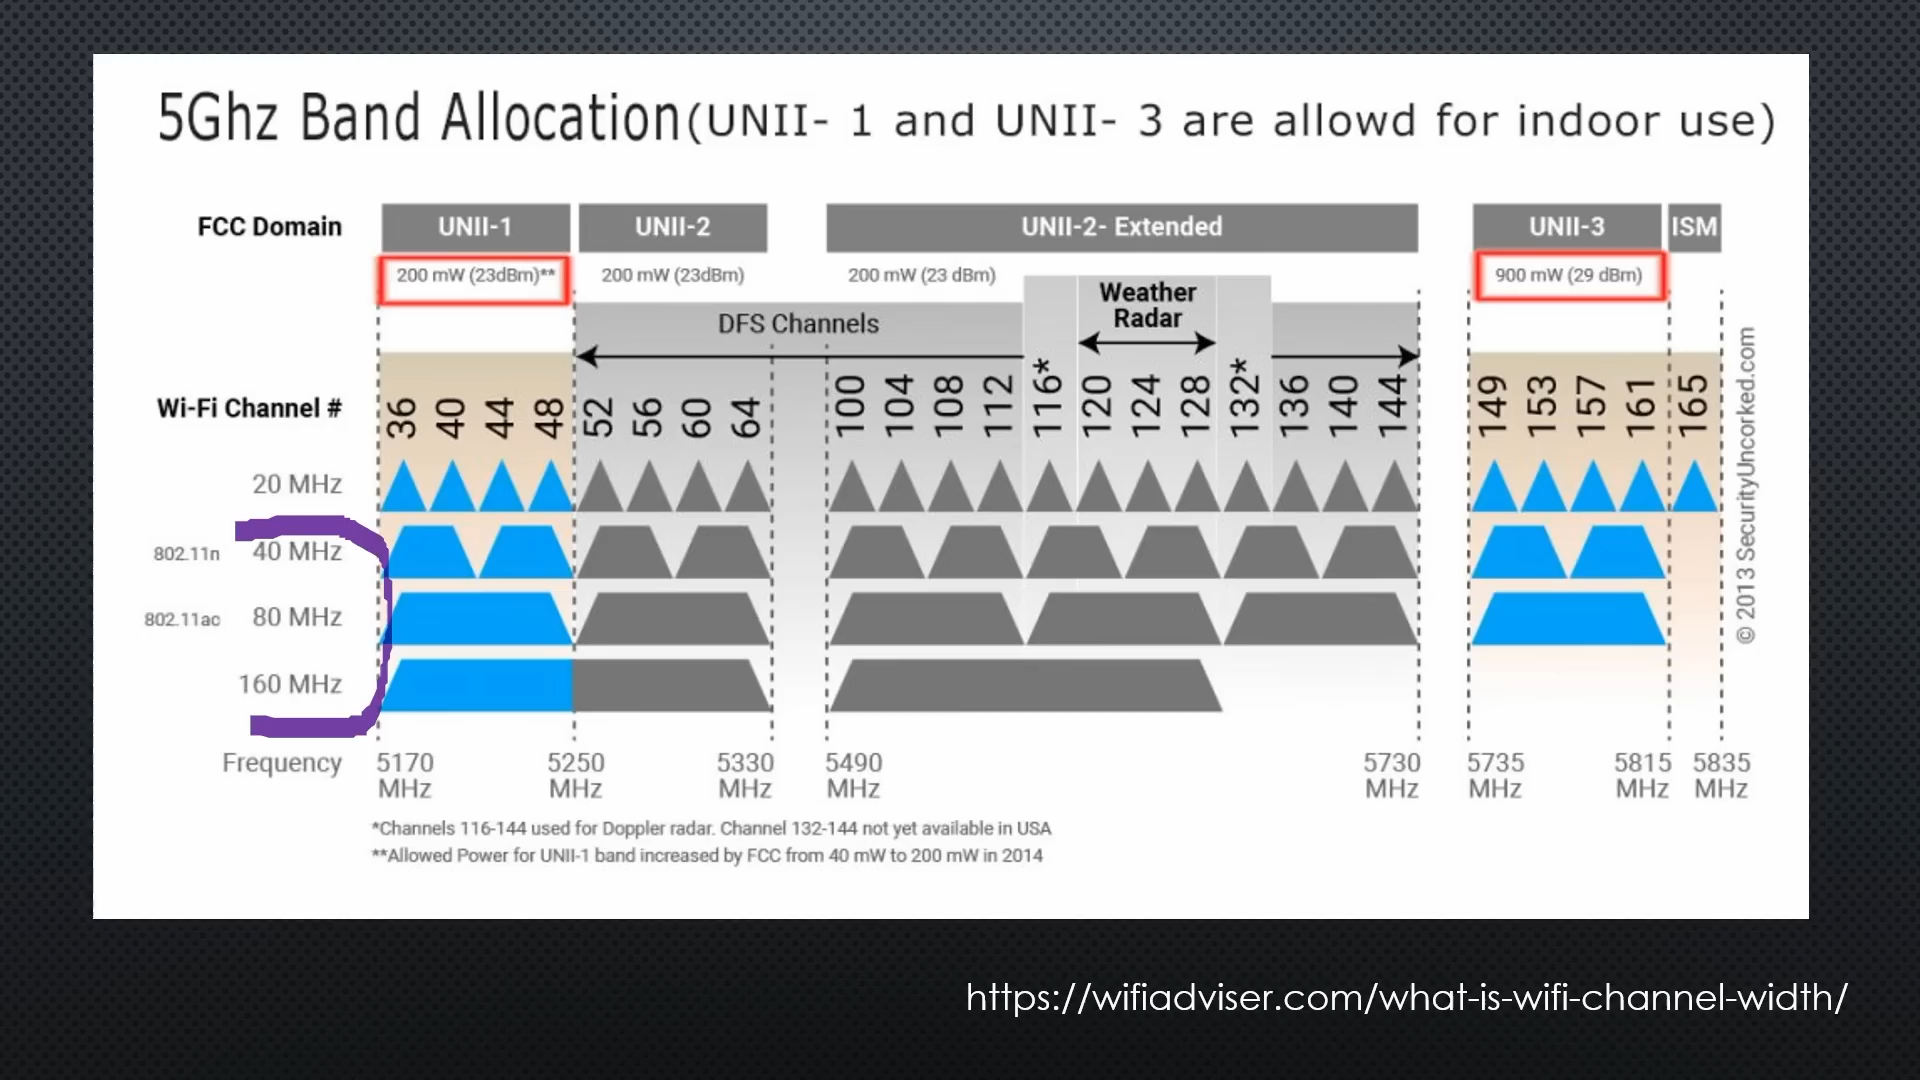 5Ghz Band Allocation(UNII- 1 and UNII- 3 are allowd for indoor use)
FCC Domain UNII-1 UNII-2 UNII-2- Extended UNII-3 ISM
200 mW (23dBm)** 200 mW (23dBm) 200 mW (23 dBm) 900 mW (29 dBm)
Weather
Radar
DFS Channels
Wi-Fi Channel # 36 40 44 48 52 56 60 64 100 104 108 112 116* 120 124 128 132* 136 140 144 149 153 157 161 165
20 MHz
802.11n 40 MHz
802.11ac 80 MHz
160 MHz
Frequency 5170 MHz 5250 MHz 5330 MHz 5490 MHz 5730 MHz 5735 MHz 5815 MHz 5835 MHz
*Channels 116-144 used for Doppler radar. Channel 132-144 not yet available in USA
**Allowed Power for UNII-1 band increased by FCC from 40 mW to 200 mW in 2014
© 2013 SecurityUncorked.com
https://wifiadviser.com/what-is-wifi-channel-width/